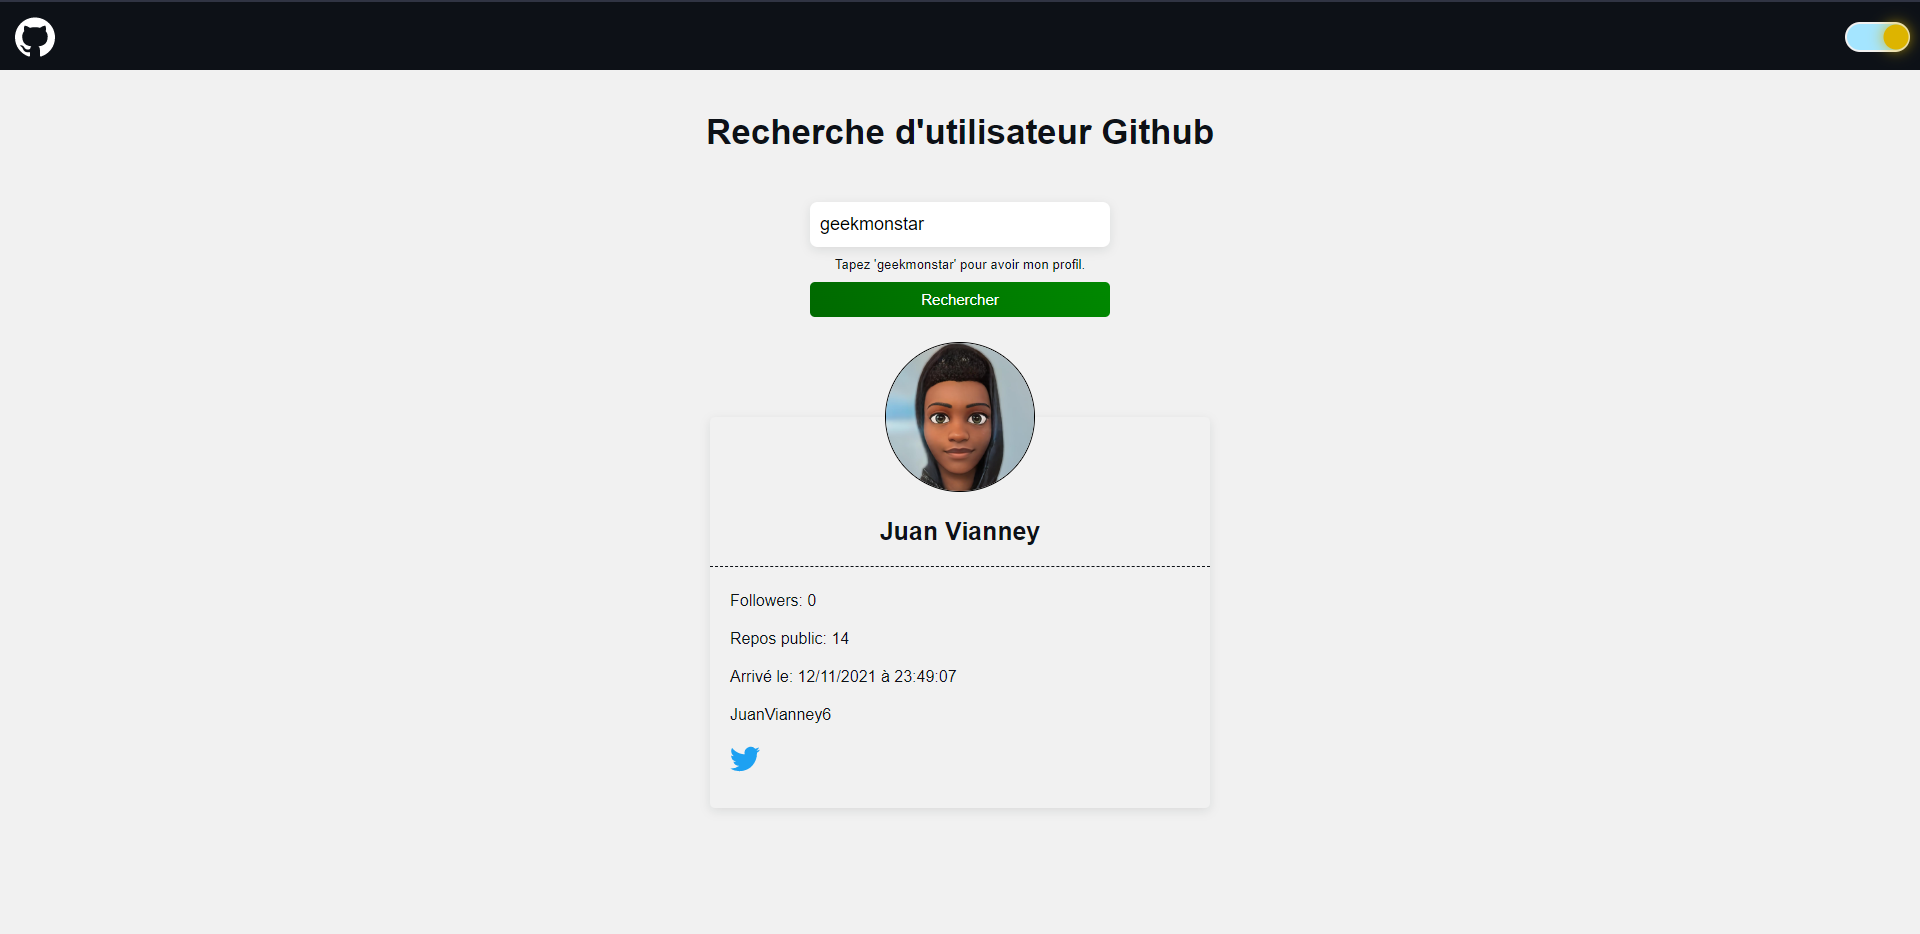 Recherche d'utilisateur Github
geekmonstar
Tapez 'geekmonstar' pour avoir mon profil.
Rechercher
Juan Vianney
Followers: 0
Repos public: 14
Arrivé le: 12/11/2021 à 23:49:07
JuanVianney6